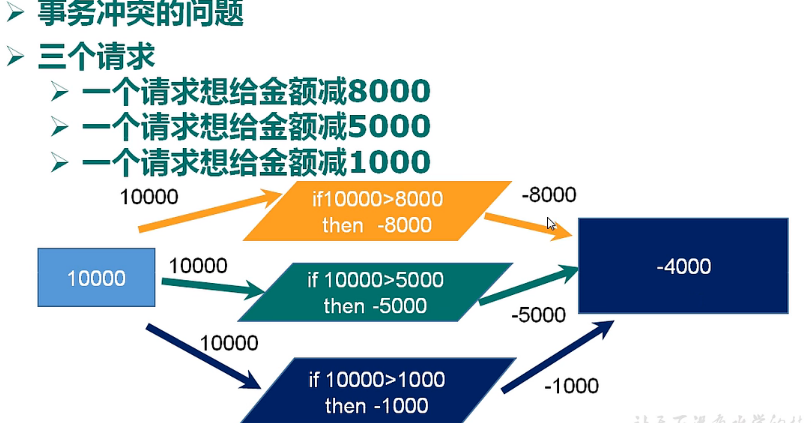 事务冲突的问题
三个请求
一个请求想给金额减8000
一个请求想给金额减5000
一个请求想给金额减1000
10000
if10000>8000
then -8000
-8000
10000
10000
if 10000>5000
then -5000
-5000
-4000
10000
if 10000>1000
then -1000
-1000